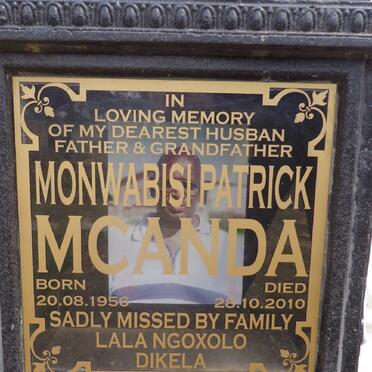 IN
LOVING MEMORY
OF MY DEAREST HUSBAN
FATHER & GRANDFATHER
MONWABISI PATRICK
MCANDA
BORN DIED
20.08.1956 28.10.2010
SADLY MISSED BY FAMILY
LALA NGOXOLO
DIKELA